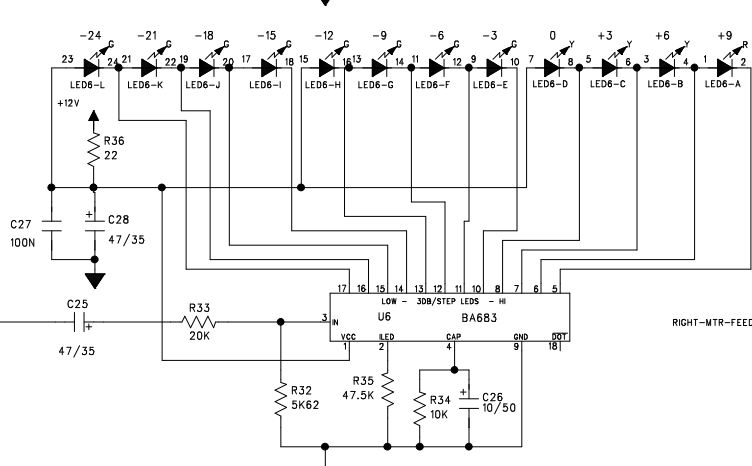 -24 -21 -18 -15 -12 -9 -6 -3 0 +3 +6 +9
G G G G G G G G Y Y Y R
23 24 21 22 19 20 17 18 15 16 13 14 11 12 9 10 7 8 5 6 3 4 1 2
LED6-L LED6-K LED6-J LED6-I LED6-H LED6-G LED6-F LED6-E LED6-D LED6-C LED6-B LED6-A
+12V
R36
22
C27
100N
+ C28
47/35
17 16 15 14 13 12 11 10 8 7 6 5
LOW - 3DB/STEP LEDS - HI
C25
+
47/35
R33
20K
3 IN
U6 BA683
RIGHT-MTR-FEED
VCC ILED CAP GND DOT
1 2 4 9 18
R32
5K62
R35
47.5K
R34
10K
+ C26
10/50